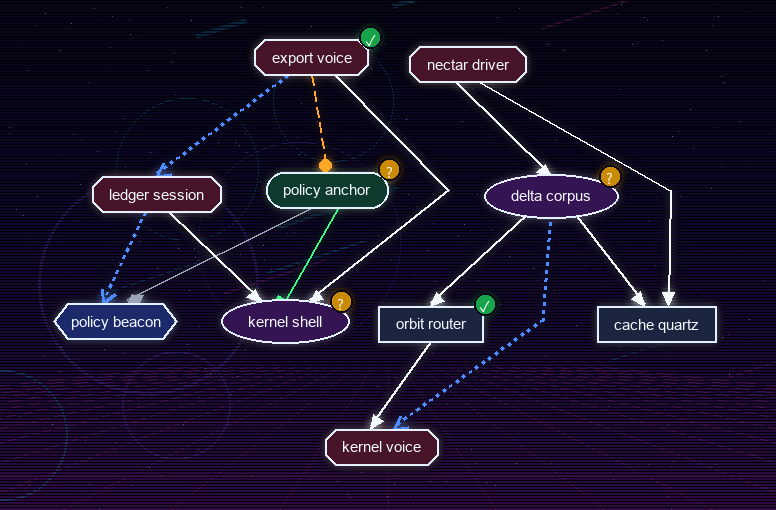 export voice
✓
nectar driver
ledger session
policy anchor
?
delta corpus
?
policy beacon
kernel shell
?
orbit router
✓
cache quartz
kernel voice